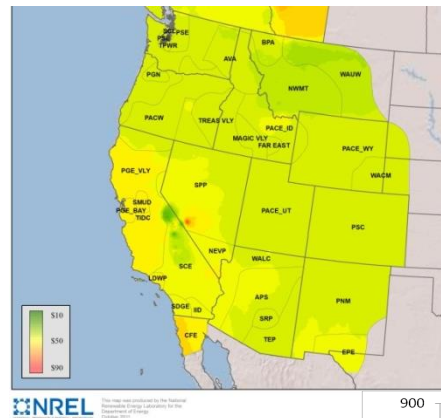 PSE
TPWR
AVA
BPA
WAUW
NWMT
PGN
PACW
TREAS VLY
PACE_ID
MAGIC VLY
FAR EAST
PACE_WY
WACM
PGE_VLY
SPP
SMUD
PGE_BAY
TIDC
PACE_UT
PSC
NEVP
WALC
SCE
LDWP
APS
PNM
SDGE
IID
SRP
CFE
TEP
EPE
$10
$50
$90
NREL
This map was produced by the National
Renewable Energy Laboratory for the
Department of Energy.
October 2011
900